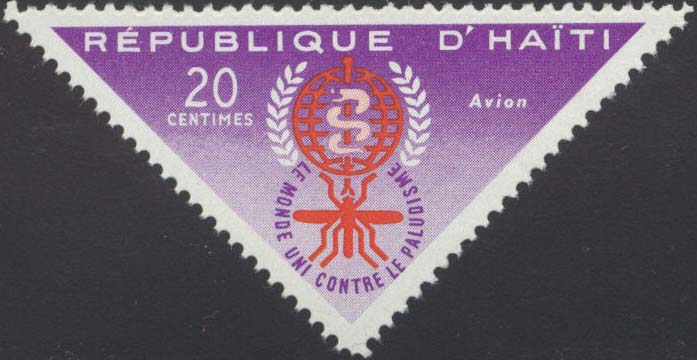 RÉPUBLIQUE D'HAÏTI
20
CENTIMES
Avion
LE MONDE UNI CONTRE LE PALUDISME